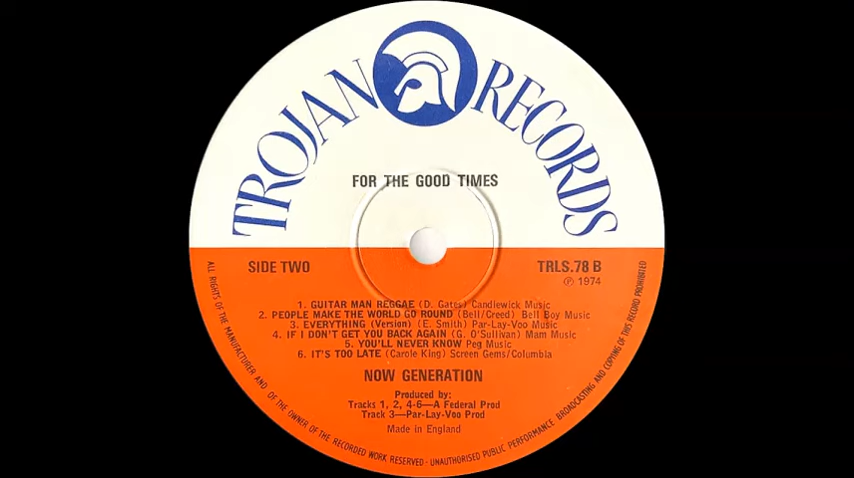 TROJAN RECORDS
FOR THE GOOD TIMES
SIDE TWO
TRLS.78 B
℗ 1974
1. GUITAR MAN REGGAE (D. Gates) Candlewick Music
2. PEOPLE MAKE THE WORLD GO ROUND (Bell/Creed) Bell Boy Music
3. EVERYTHING (Version) (E. Smith) Par-Lay-Voo Music
4. IF I DON'T GET YOU BACK AGAIN (G. O'Sullivan) Mam Music
5. YOU'LL NEVER KNOW Peg Music
6. IT'S TOO LATE (Carole King) Screen Gems/Columbia
NOW GENERATION
Produced by:
Tracks 1, 2, 4-6—A Federal Prod
Track 3—Par-Lay-Voo Prod
Made in England
ALL RIGHTS OF THE MANUFACTURER AND OF THE OWNER OF THE RECORDED WORK RESERVED · UNAUTHORISED PUBLIC PERFORMANCE BROADCASTING AND COPYING OF THIS RECORD PROHIBITED